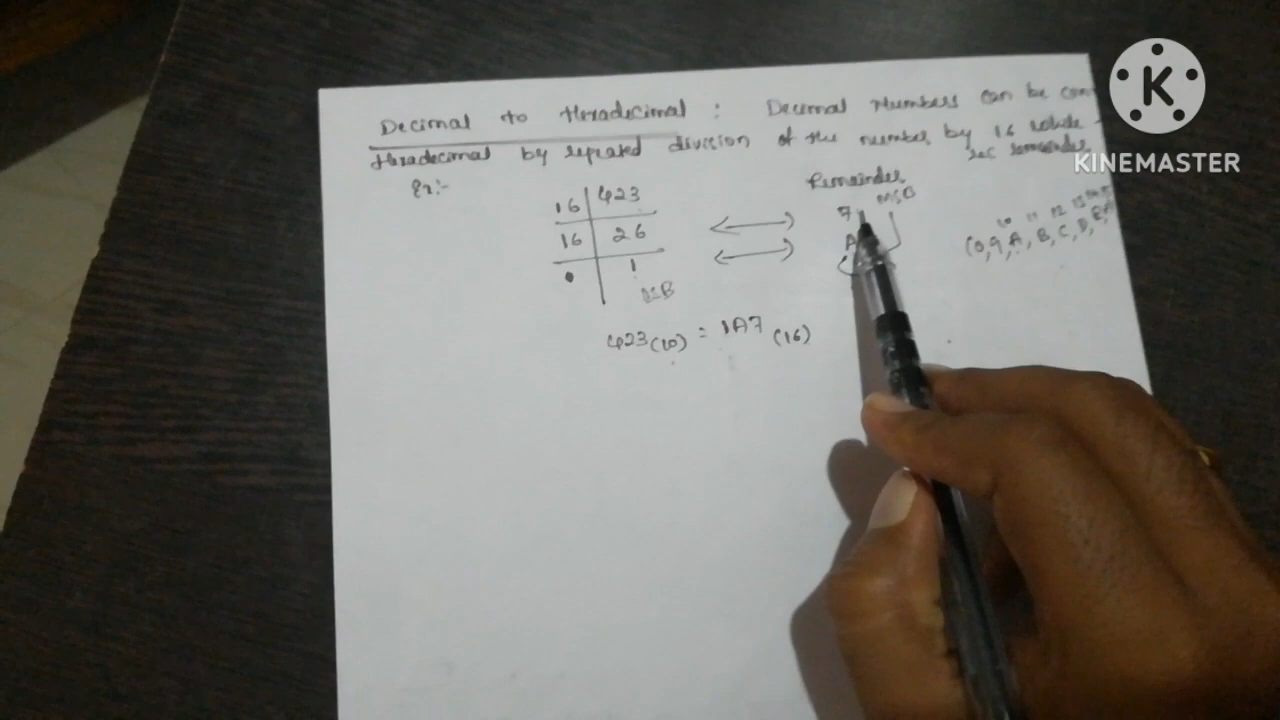 Decimal to Hexadecimal : Decimal Numbers can be con
Hexadecimal by repeated division of the number by 16
Ex:-
Remainder
16 423 7 MSB
16 26 A
0 1
423(10) = 1A7 (16)
10 11 12 13 14 15
(0,9,A,B,C,D,E,
K
KINEMASTER